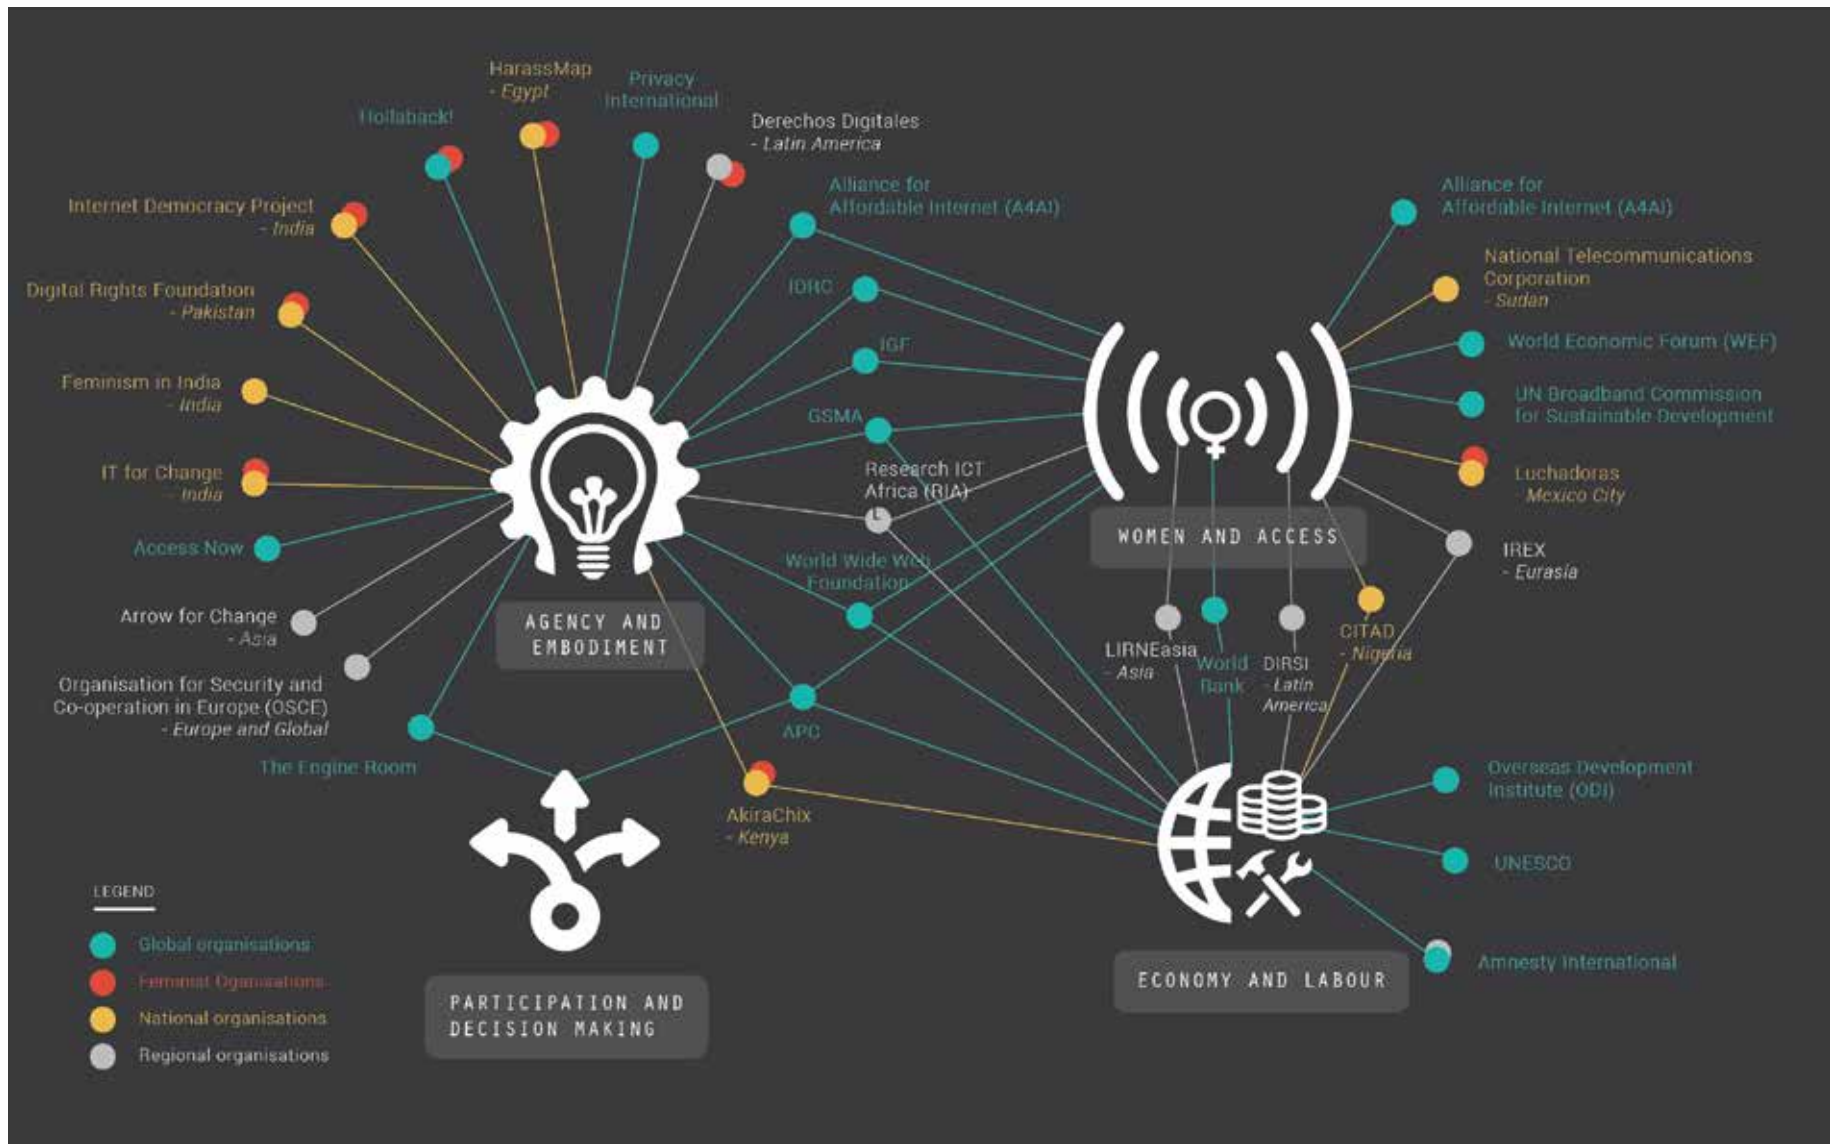 HarassMap
- Egypt
Privacy
International
Hollaback!
Derechos Digitales
- Latin America
Alliance for
Affordable Internet (A4AI)
Alliance for
Affordable Internet (A4AI)
Internet Democracy Project
- India
National Telecommunications
Corporation
- Sudan
Digital Rights Foundation
- Pakistan
IDRC
IGF
World Economic Forum (WEF)
Feminism in India
- India
UN Broadband Commission
for Sustainable Development
GSMA
IT for Change
- India
Research ICT
Africa (RIA)
Luchadoras
- Mexico City
WOMEN AND ACCESS
Access Now
World Wide Web
Foundation
IREX
- Eurasia
Arrow for Change
- Asia
AGENCY AND
EMBODIMENT
CITAD
- Nigeria
LIRNEasia
- Asia
World
Bank
DIRSI
- Latin
America
Organisation for Security and
Co-operation in Europe (OSCE)
- Europe and Global
The Engine Room
APC
Overseas Development
Institute (ODI)
AkiraChix
- Kenya
UNESCO
LEGEND
Global organisations
Feminist Oganisations
National organisations
Regional organisations
PARTICIPATION AND
DECISION MAKING
ECONOMY AND LABOUR
Amnesty International